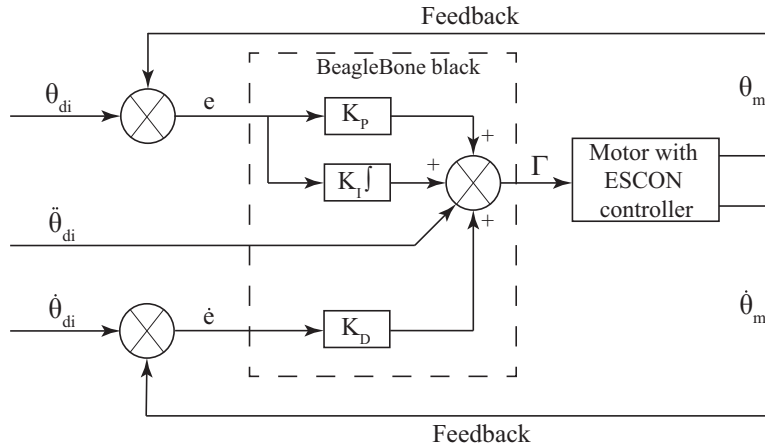 Feedback
BeagleBone black
θdi
e
KP
θm
+
Γ
Motor with
ESCON
controller
+
KI ∫
θ̈di
+
θ̇di
ė
KD
θ̇m
Feedback